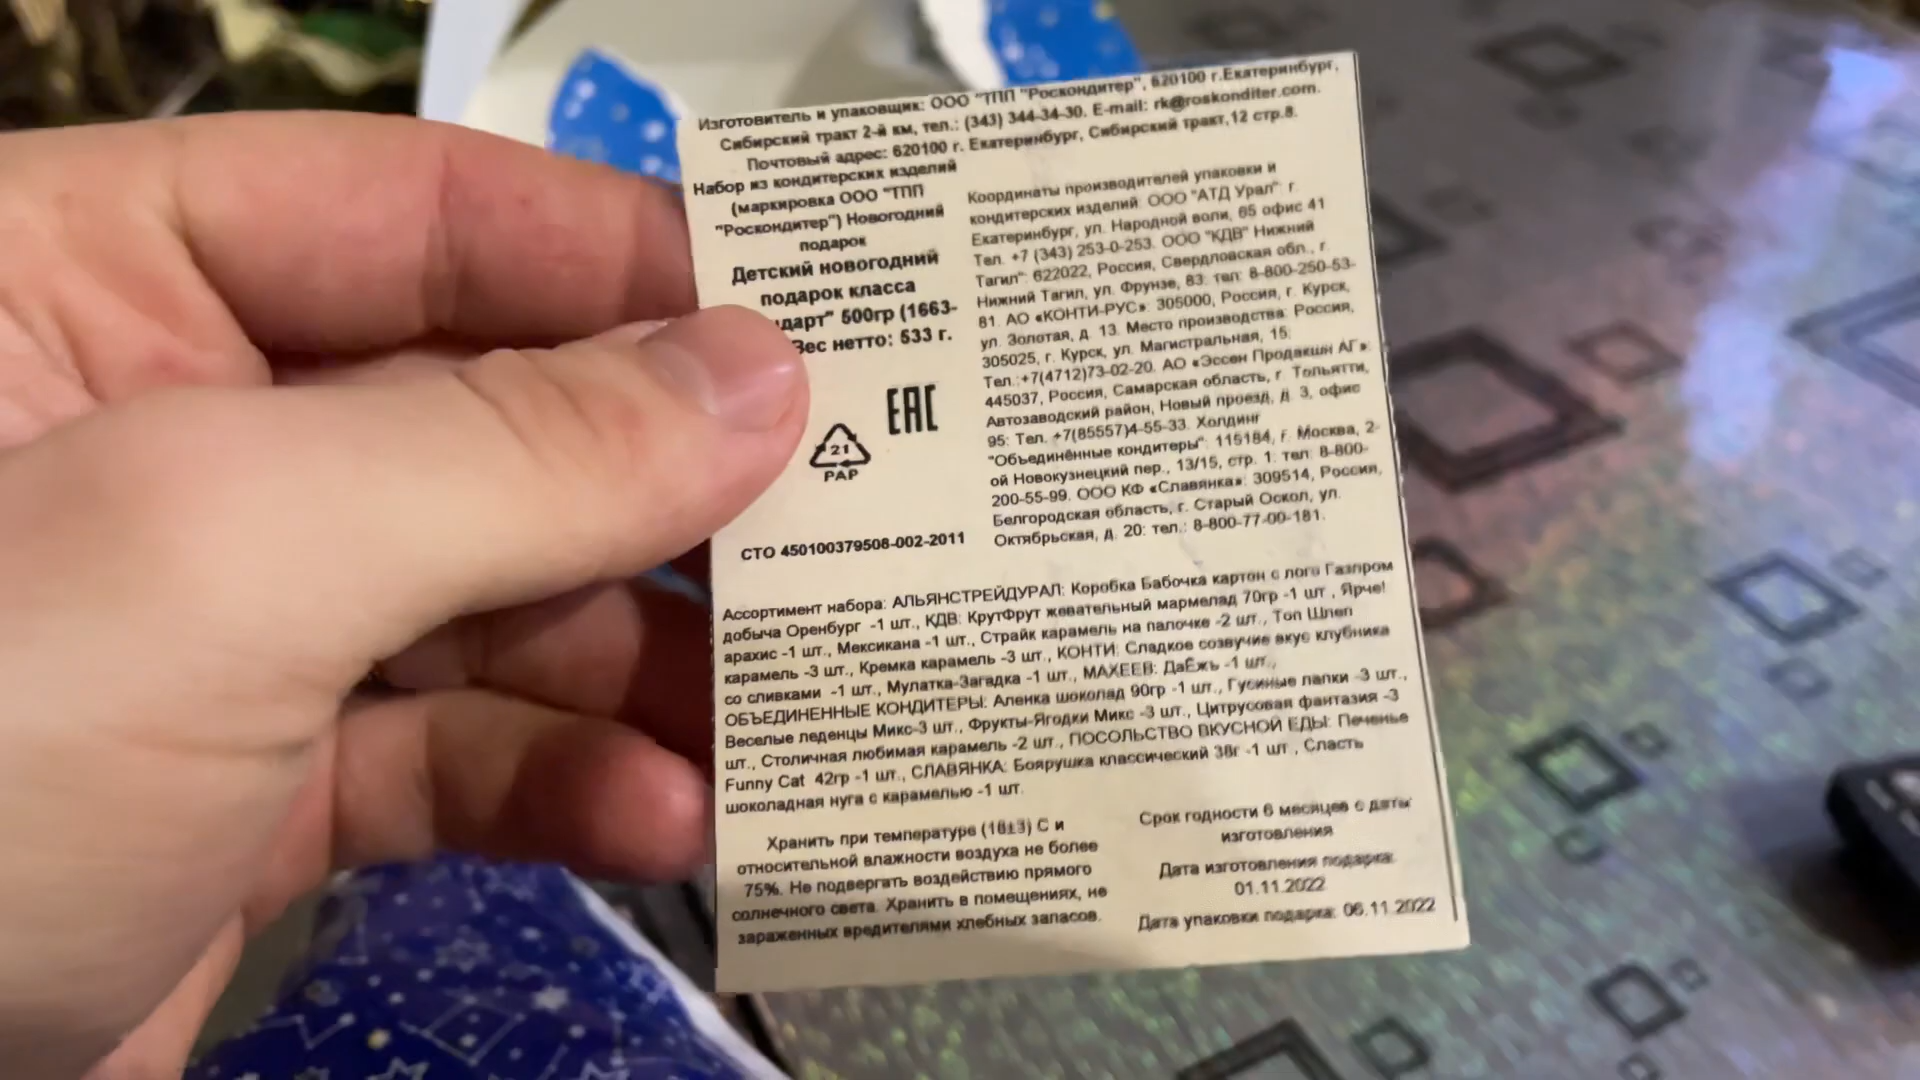 Изготовитель и упаковщик: ООО "ТПП "Роскондитер", 620100 г.Екатеринбург,
Сибирский тракт 2-й км, тел.: (343) 344-34-30. E-mail: rk@roskonditer.com.
Почтовый адрес: 620100 г. Екатеринбург, Сибирский тракт,12 стр.8.
Набор из кондитерских изделий
(маркировка ООО "ТПП
"Роскондитер") Новогодний
подарок
Детский новогодний
подарок класса
дарт" 500гр (1663-
Вес нетто: 533 г.
EAC
21
PAP
СТО 450100379508-002-2011
Координаты производителей упаковки и
кондитерских изделий: ООО "АТД Урал": г.
Екатеринбург, ул. Народной воли, 65 офис 41
Тел. +7 (343) 253-0-253. ООО "КДВ" Нижний
Тагил": 622022, Россия, Свердловская обл., г.
Нижний Тагил, ул. Фрунзе, 83: тел: 8-800-250-53-
81. АО «КОНТИ-РУС»: 305000, Россия, г. Курск,
ул. Золотая, д. 13. Место производства: Россия,
305025, г. Курск, ул. Магистральная, 15:
Тел.:+7(4712)73-02-20. АО «Эссен Продакшн АГ»:
445037, Россия, Самарская область, г. Тольятти,
Автозаводский район, Новый проезд, д. 3, офис
95: Тел. +7(85557)4-55-33. Холдинг
"Объединённые кондитеры": 115184, г. Москва, 2-
ой Новокузнецкий пер., 13/15, стр. 1: тел: 8-800-
200-55-99. ООО КФ «Славянка»: 309514, Россия,
Белгородская область, г. Старый Оскол, ул.
Октябрьская, д. 20: тел.: 8-800-77-00-181.
Ассортимент набора: АЛЬЯНСТРЕЙДУРАЛ: Коробка Бабочка картон с лого Газпром
добыча Оренбург -1 шт., КДВ: КрутФрут жевательный мармелад 70гр -1 шт., Ярче!
арахис -1 шт., Мексикана -1 шт., Страйк карамель на палочке -2 шт., Топ Шлеп
карамель -3 шт., Кремка карамель -3 шт., КОНТИ: Сладкое созвучие вкус клубника
со сливками -1 шт., Мулатка-Загадка -1 шт., МАХЕЕВ: ДаЁжъ -1 шт.,
ОБЪЕДИНЕННЫЕ КОНДИТЕРЫ: Аленка шоколад 90гр -1 шт., Гусиные лапки -3 шт.,
Веселые леденцы Микс-3 шт., Фрукты-Ягодки Микс -3 шт., Цитрусовая фантазия -3
шт., Столичная любимая карамель -2 шт., ПОСОЛЬСТВО ВКУСНОЙ ЕДЫ: Печенье
Funny Cat 42гр -1 шт., СЛАВЯНКА: Боярушка классический 38г -1 шт., Сласть
шоколадная нуга с карамелью -1 шт.
Хранить при температуре (18±3) С и
относительной влажности воздуха не более
75%. Не подвергать воздействию прямого
солнечного света. Хранить в помещениях, не
зараженных вредителями хлебных запасов.
Срок годности 6 месяцев с даты
изготовления
Дата изготовления подарка:
01.11.2022
Дата упаковки подарка: 06.11.2022